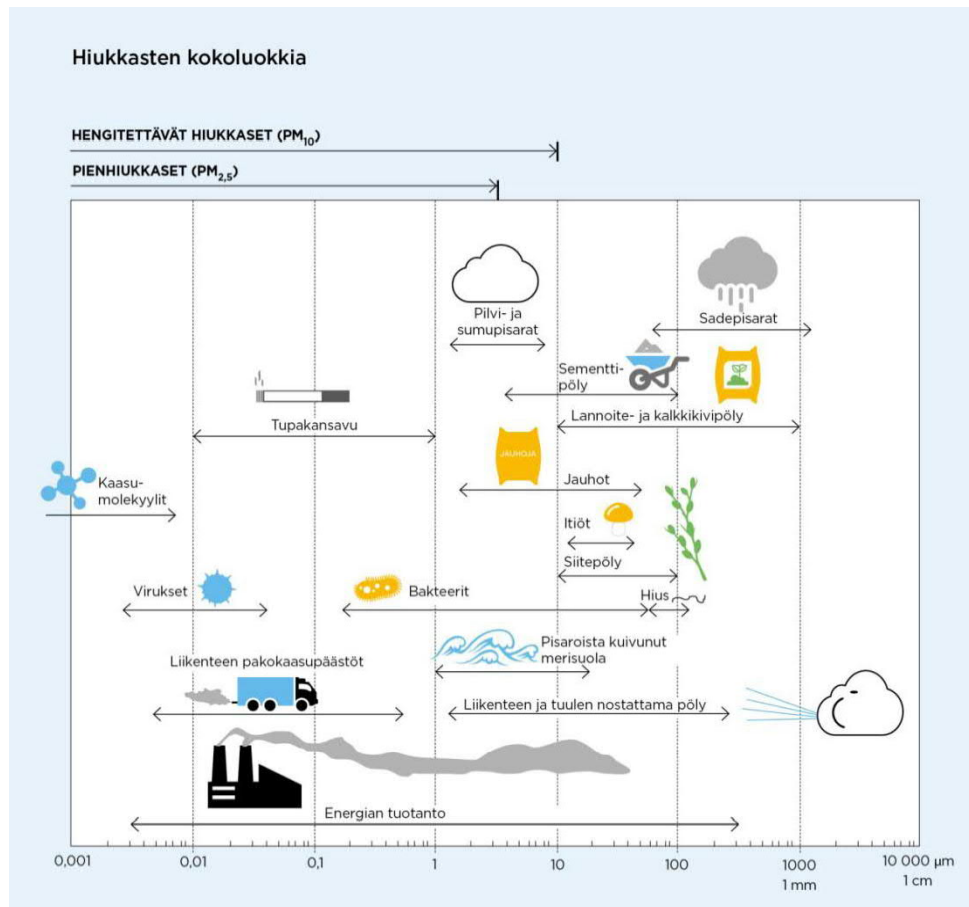 Hiukkasten kokoluokkia
HENGITETTÄVÄT HIUKKASET (PM10)
PIENHIUKKASET (PM2,5)
Pilvi- ja
sumupisarat
Sadepisarat
Sementti-
pöly
Lannoite- ja kalkkikivipöly
Tupakansavu
JAUHOJA
Jauhot
Kaasu-
molekyylit
Itiöt
Siitepöly
Virukset
Bakteerit
Hius
Pisaroista kuivunut
merisuola
Liikenteen pakokaasupäästöt
Liikenteen ja tuulen nostattama pöly
Energian tuotanto
0,001 0,01 0,1 1 10 100 1000 10 000 µm
1 mm 1 cm